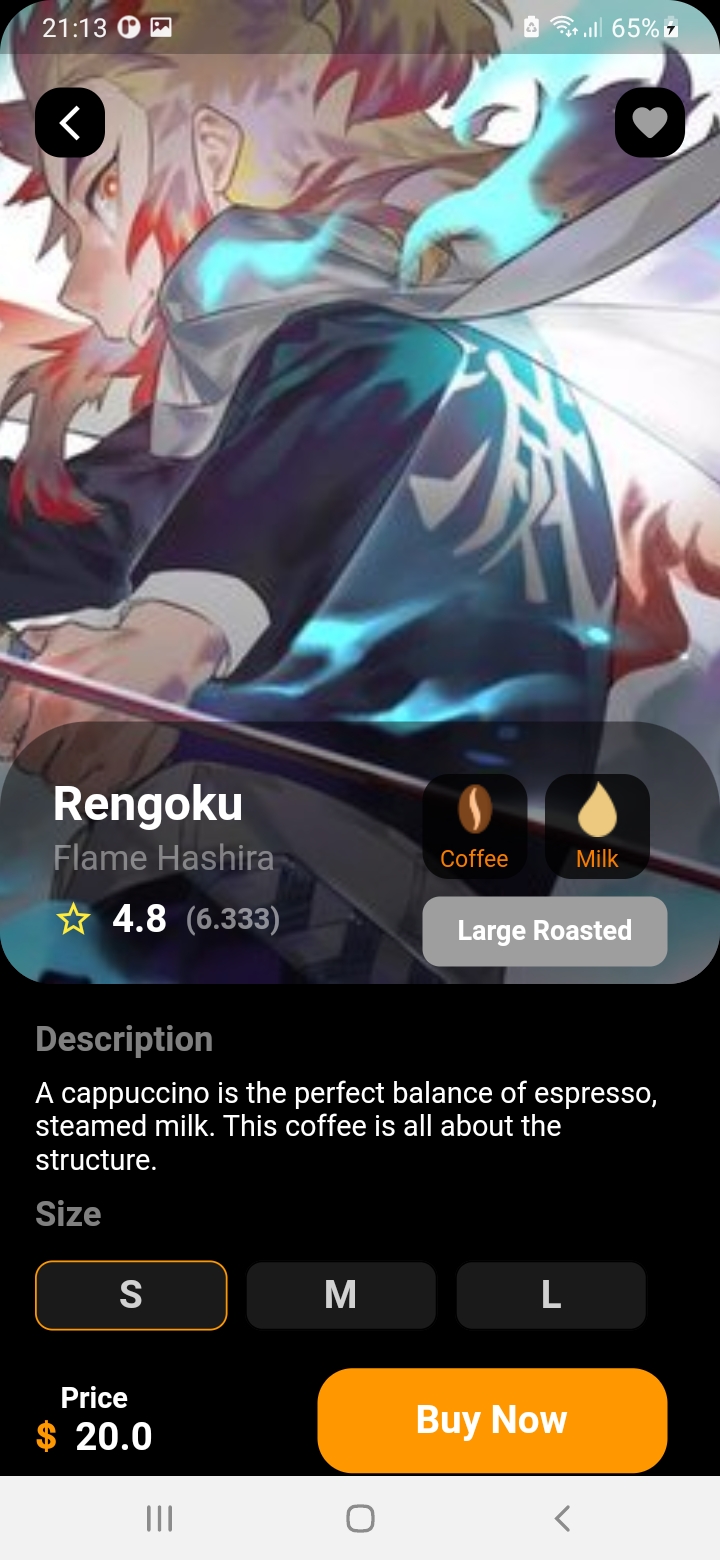 21:13
65%
Rengoku
Flame Hashira
4.8 (6.333)
Coffee
Milk
Large Roasted
Description
A cappuccino is the perfect balance of espresso,
steamed milk. This coffee is all about the
structure.
Size
S
M
L
Price
$ 20.0
Buy Now